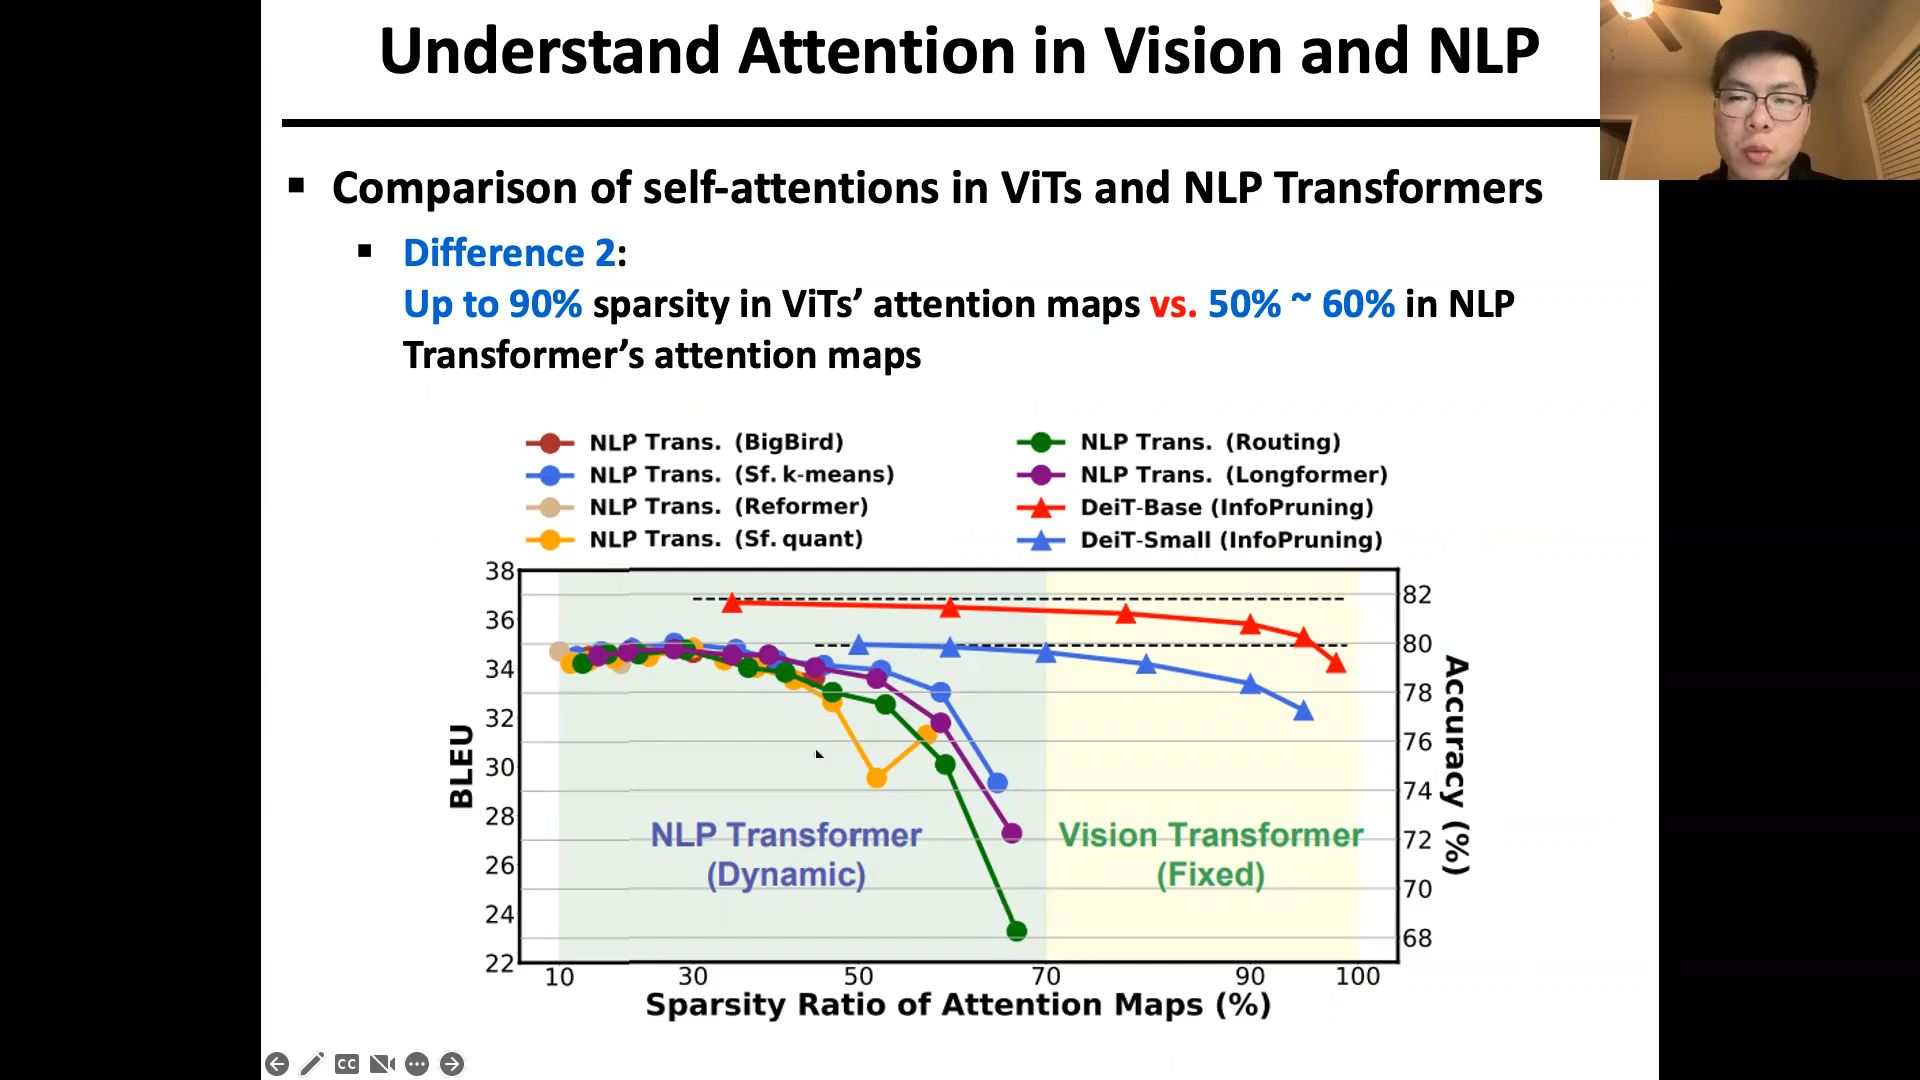 Understand Attention in Vision and NLP
Comparison of self-attentions in ViTs and NLP Transformers
Difference 2:
Up to 90% sparsity in ViTs’ attention maps vs. 50% ~ 60% in NLP
Transformer’s attention maps
NLP Trans. (BigBird)
NLP Trans. (Sf. k-means)
NLP Trans. (Reformer)
NLP Trans. (Sf. quant)
NLP Trans. (Routing)
NLP Trans. (Longformer)
DeiT-Base (InfoPruning)
DeiT-Small (InfoPruning)
38
36
34
32
30
28
26
24
22
BLEU
82
80
78
76
74
72
70
68
Accuracy (%)
NLP Transformer
(Dynamic)
Vision Transformer
(Fixed)
10 30 50 70 90 100
Sparsity Ratio of Attention Maps (%)
CC